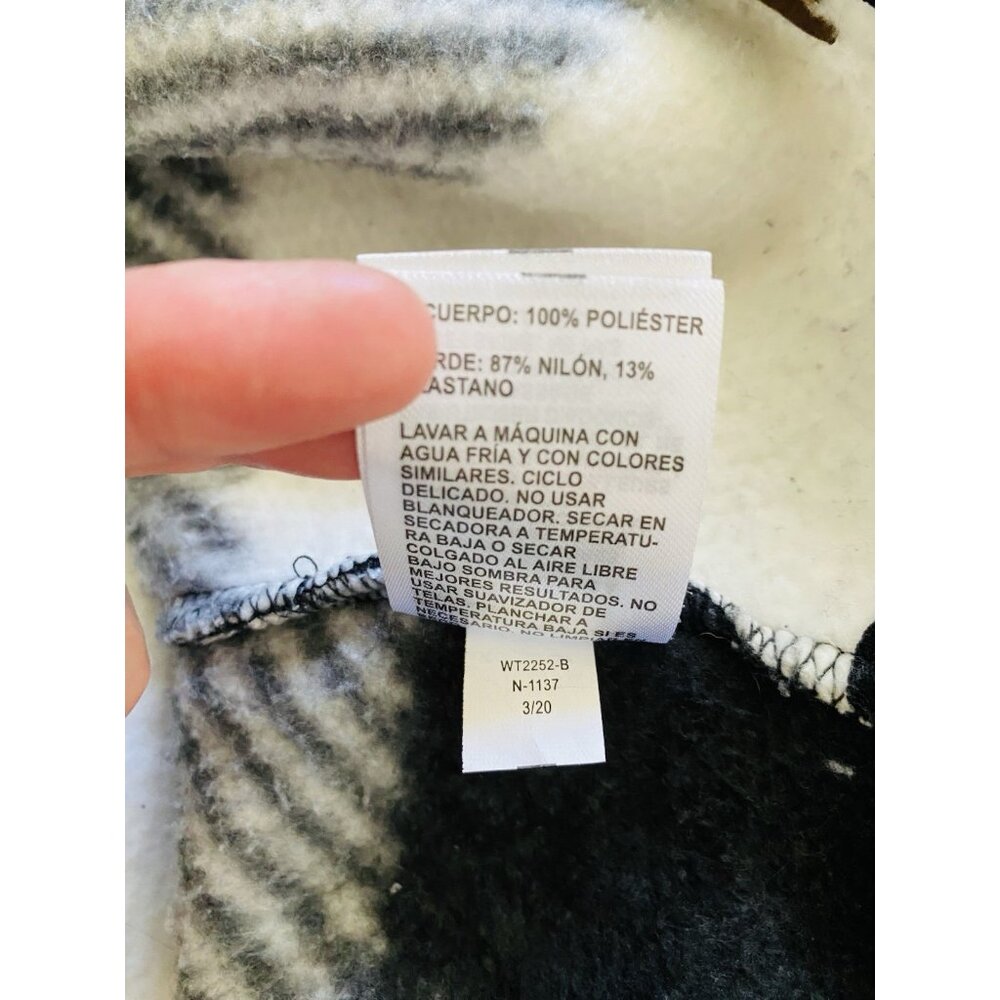 CUERPO: 100% POLIÉSTER
87% NILÓN, 13%
LAVAR A MÁQUINA CON
AGUA FRÍA Y CON COLORES
SIMILARES. CICLO
DELICADO. NO USAR
BLANQUEADOR. SECAR EN
SECADORA A TEMPERATU-
RA BAJA O SECAR
COLGADO AL AIRE LIBRE
BAJO SOMBRA PARA
MEJORES RESULTADOS. NO
USAR SUAVIZADOR DE
TELAS. PLANCHAR A
TEMPERATURA BAJA SI ES
NECESARIO. NO
WT2252-B
N-1137
3/20